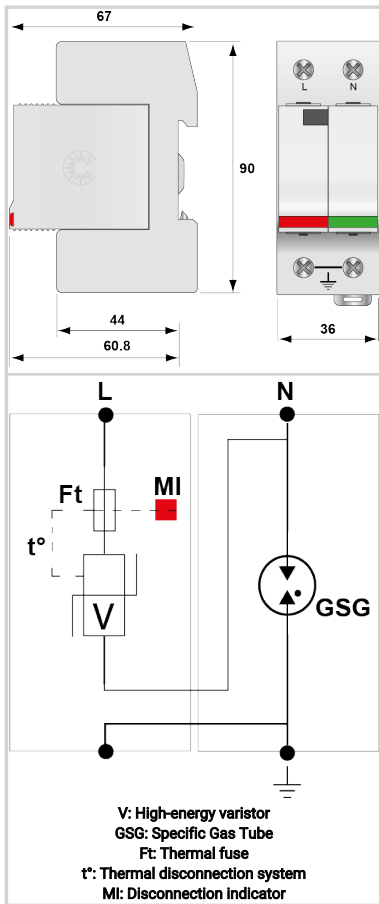 67
90
L N
44
60.8
36
L N
Ft MI
t°
V
GSG
V: High-energy varistor
GSG: Specific Gas Tube
Ft: Thermal fuse
t°: Thermal disconnection system
MI: Disconnection indicator